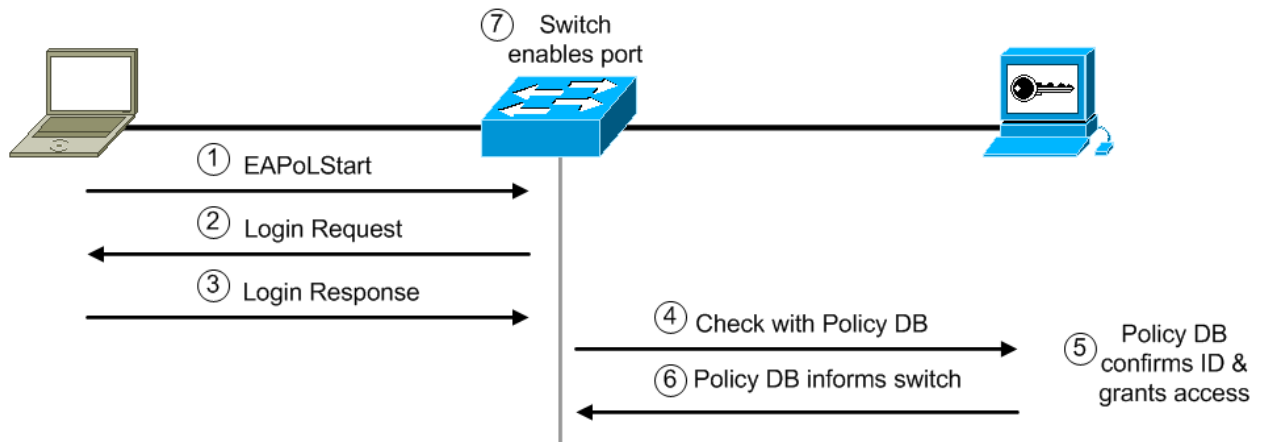 ⑦ Switch
enables port
① EAPoLStart
② Login Request
③ Login Response
④ Check with Policy DB
⑤ Policy DB
confirms ID &
grants access
⑥ Policy DB informs switch